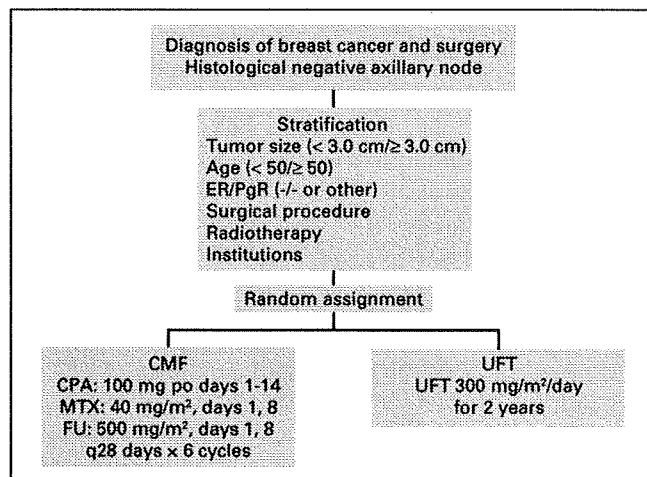 Diagnosis of breast cancer and surgery
Histological negative axillary node
Stratification
Tumor size (< 3.0 cm/≥ 3.0 cm)
Age (< 50/≥ 50)
ER/PgR (-/- or other)
Surgical procedure
Radiotherapy
Institutions
Random assignment
CMF
CPA: 100 mg po days 1-14
MTX: 40 mg/m², days 1, 8
FU: 500 mg/m², days 1, 8
q28 days × 6 cycles
UFT
UFT 300 mg/m²/day
for 2 years